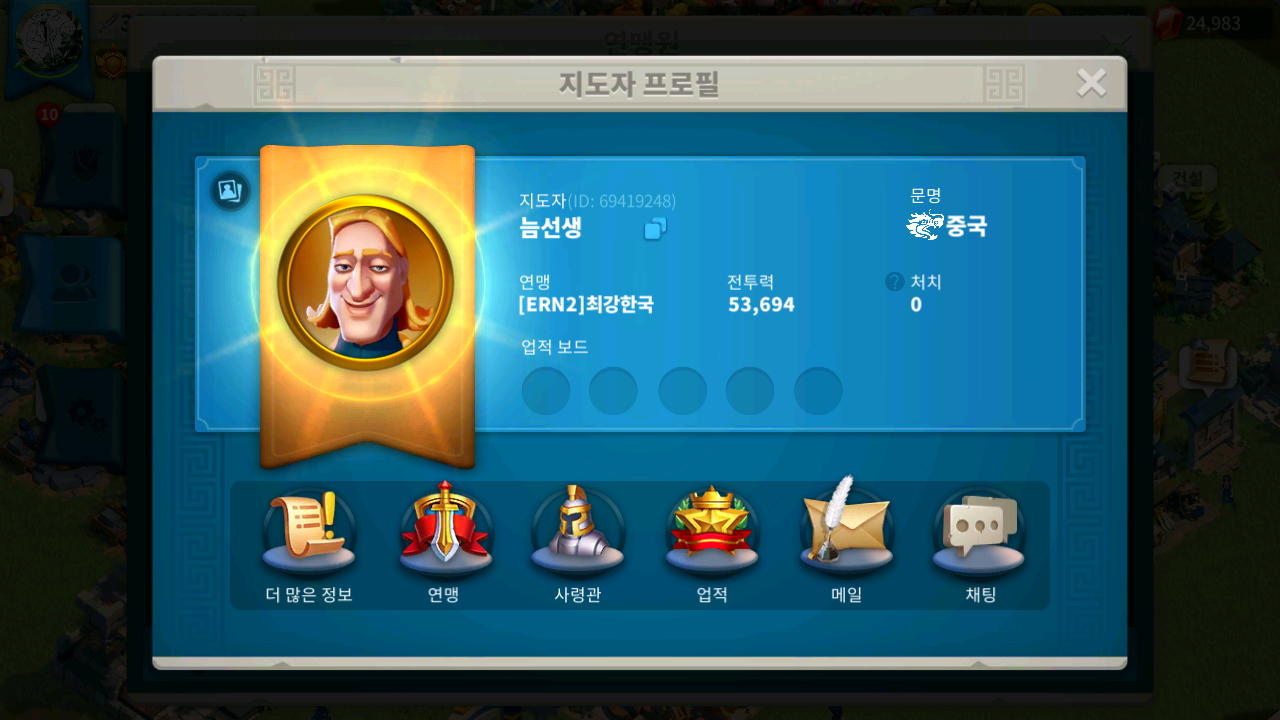 24,983
연맹원
지도자 프로필
10
건설
지도자(ID: 69419248)
늠선생
문명
중국
연맹
[ERN2]최강한국
전투력
53,694
? 처치
0
업적 보드
더 많은 정보
연맹
사령관
업적
메일
채팅